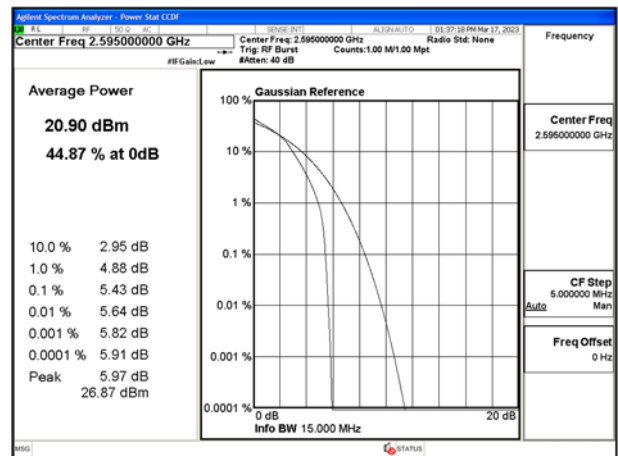 Agilent Spectrum Analyzer - Power Stat CCDF
LXI RL RF 50 Ω AC SENSE:INT ALIGN AUTO 01:37:18 PM Mar 17, 2023
Center Freq 2.595000000 GHz
Center Freq: 2.595000000 GHz Radio Std: None
Trig: RF Burst Counts:1.00 M/1.00 Mpt
#IFGain:Low #Atten: 40 dB
Frequency
Average Power
20.90 dBm
44.87 % at 0dB
10.0 % 2.95 dB
1.0 % 4.88 dB
0.1 % 5.43 dB
0.01 % 5.64 dB
0.001 % 5.82 dB
0.0001 % 5.91 dB
Peak 5.97 dB
26.87 dBm
Gaussian Reference
100 %
10 %
1 %
0.1 %
0.01 %
0.001 %
0.0001 %
0 dB 20 dB
Info BW 15.000 MHz
Center Freq
2.595000000 GHz
CF Step
5.000000 MHz
Auto Man
Freq Offset
0 Hz
MSG STATUS